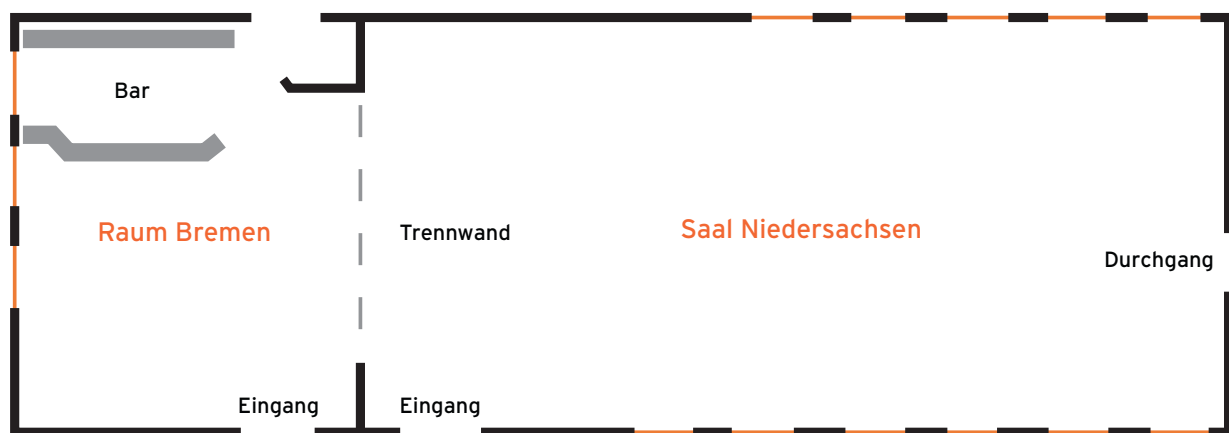 Bar
Raum Bremen
Trennwand
Saal Niedersachsen
Durchgang
Eingang
Eingang